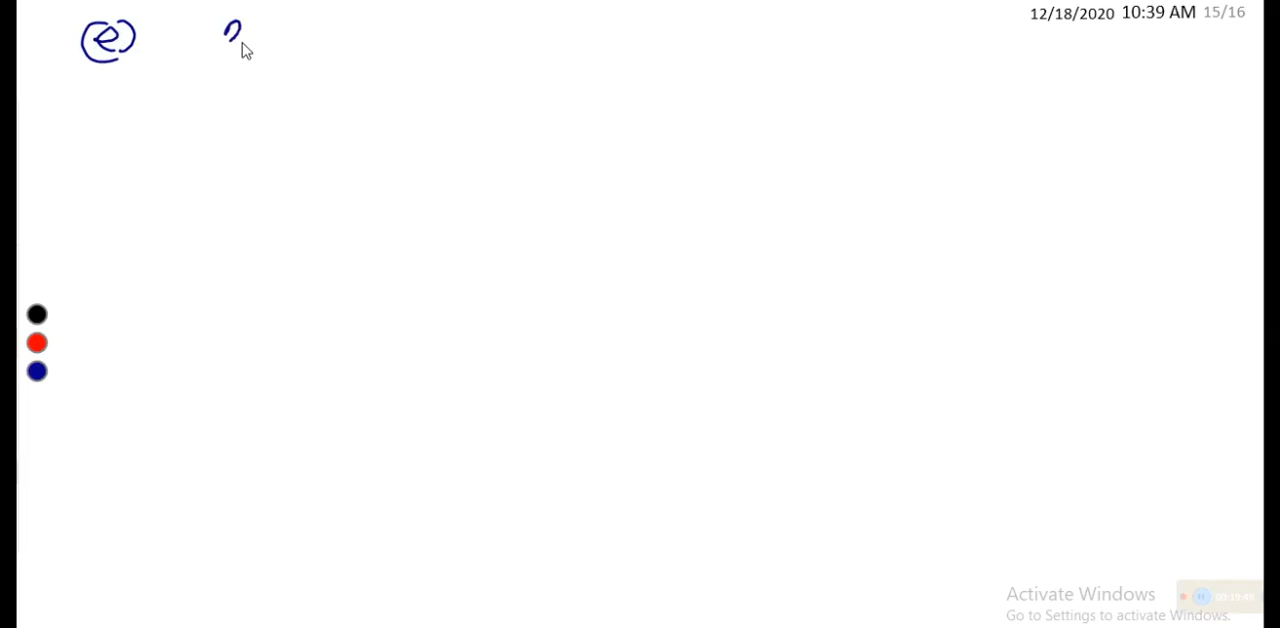 12/18/2020 10:39 AM 15/16
(e)
Activate Windows
Go to Settings to activate Windows.